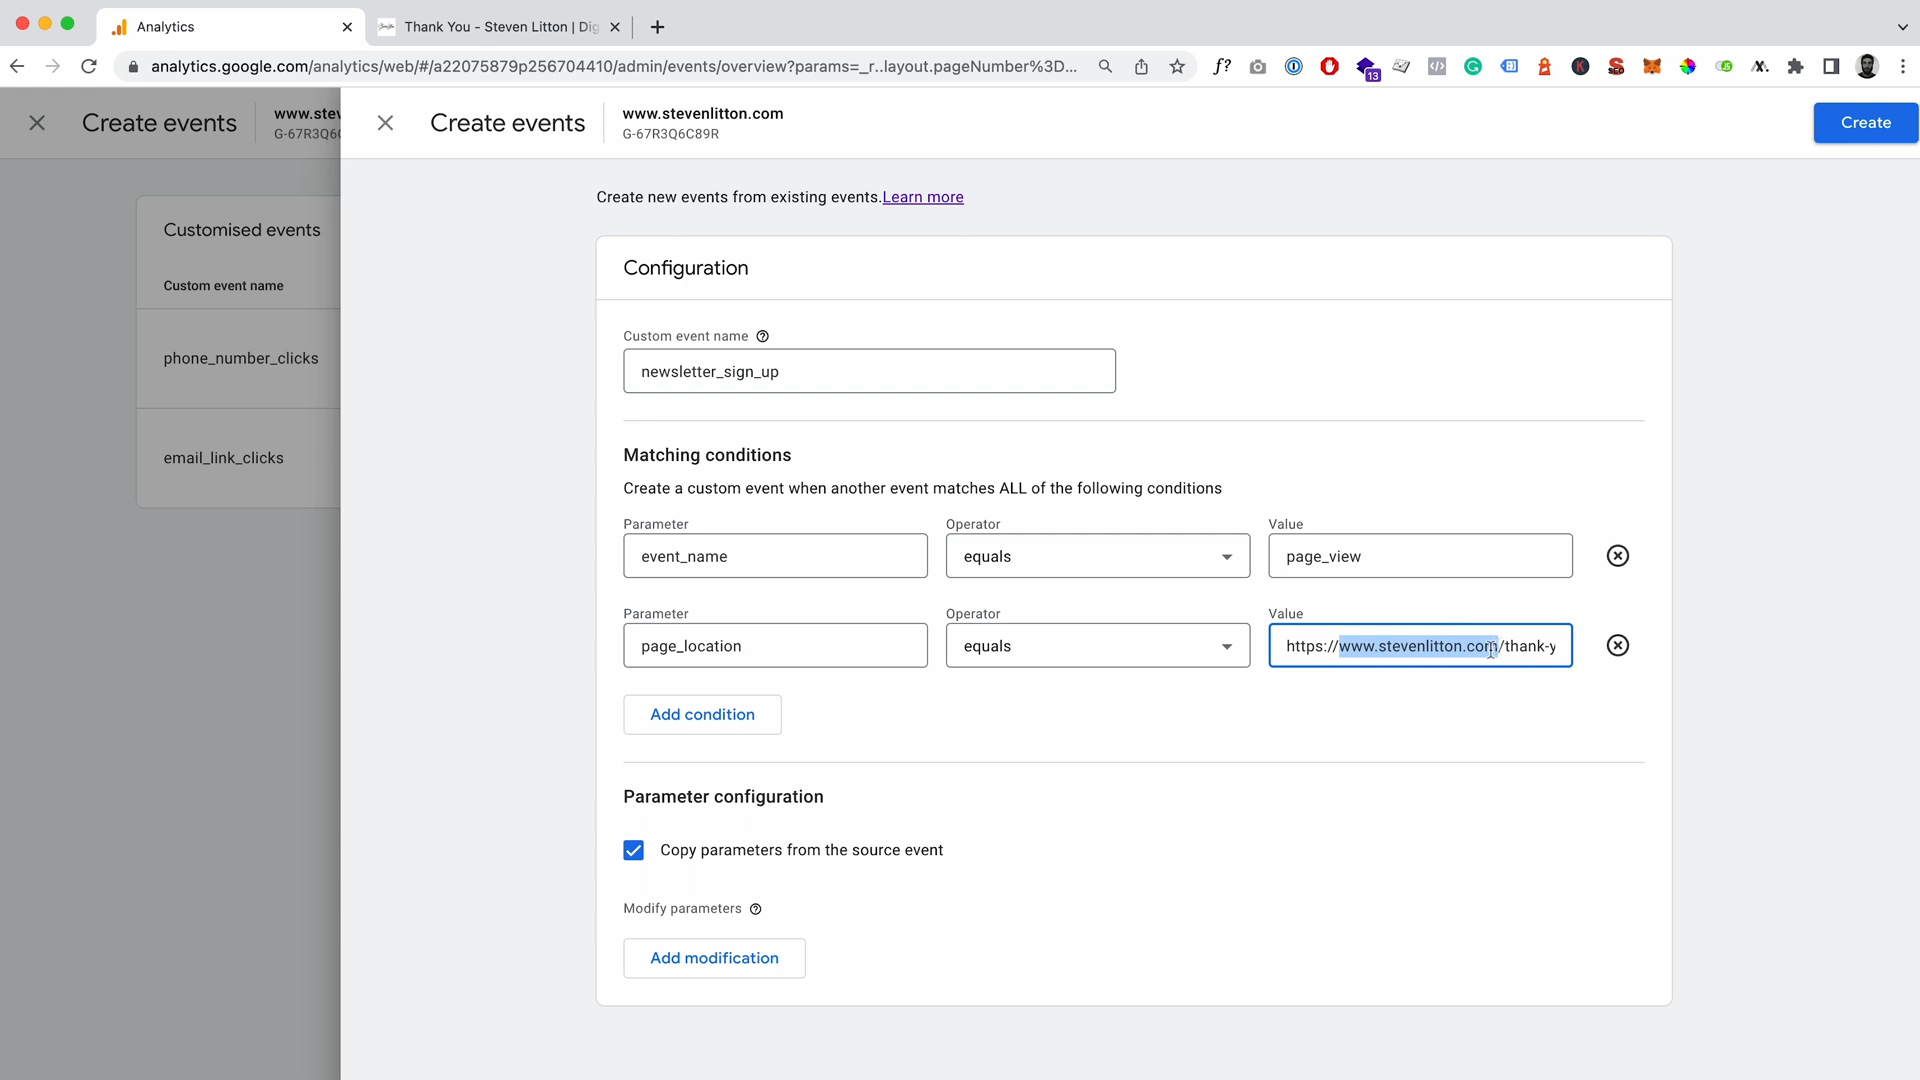 Analytics
Thank You - Steven Litton | Dig
analytics.google.com/analytics/web/#/a22075879p256704410/admin/events/overview?params=_r..layout.pageNumber%3D...
f?
13
SEO
Create events
www.stev
G-67R3Q6C
Create events
www.stevenlitton.com
G-67R3Q6C89R
Create
Create new events from existing events.Learn more
Customised events
Custom event name
phone_number_clicks
email_link_clicks
Configuration
Custom event name
newsletter_sign_up
Matching conditions
Create a custom event when another event matches ALL of the following conditions
Parameter Operator Value
event_name equals page_view
Parameter Operator Value
page_location equals https://www.stevenlitton.com/thank-y
Add condition
Parameter configuration
Copy parameters from the source event
Modify parameters
Add modification